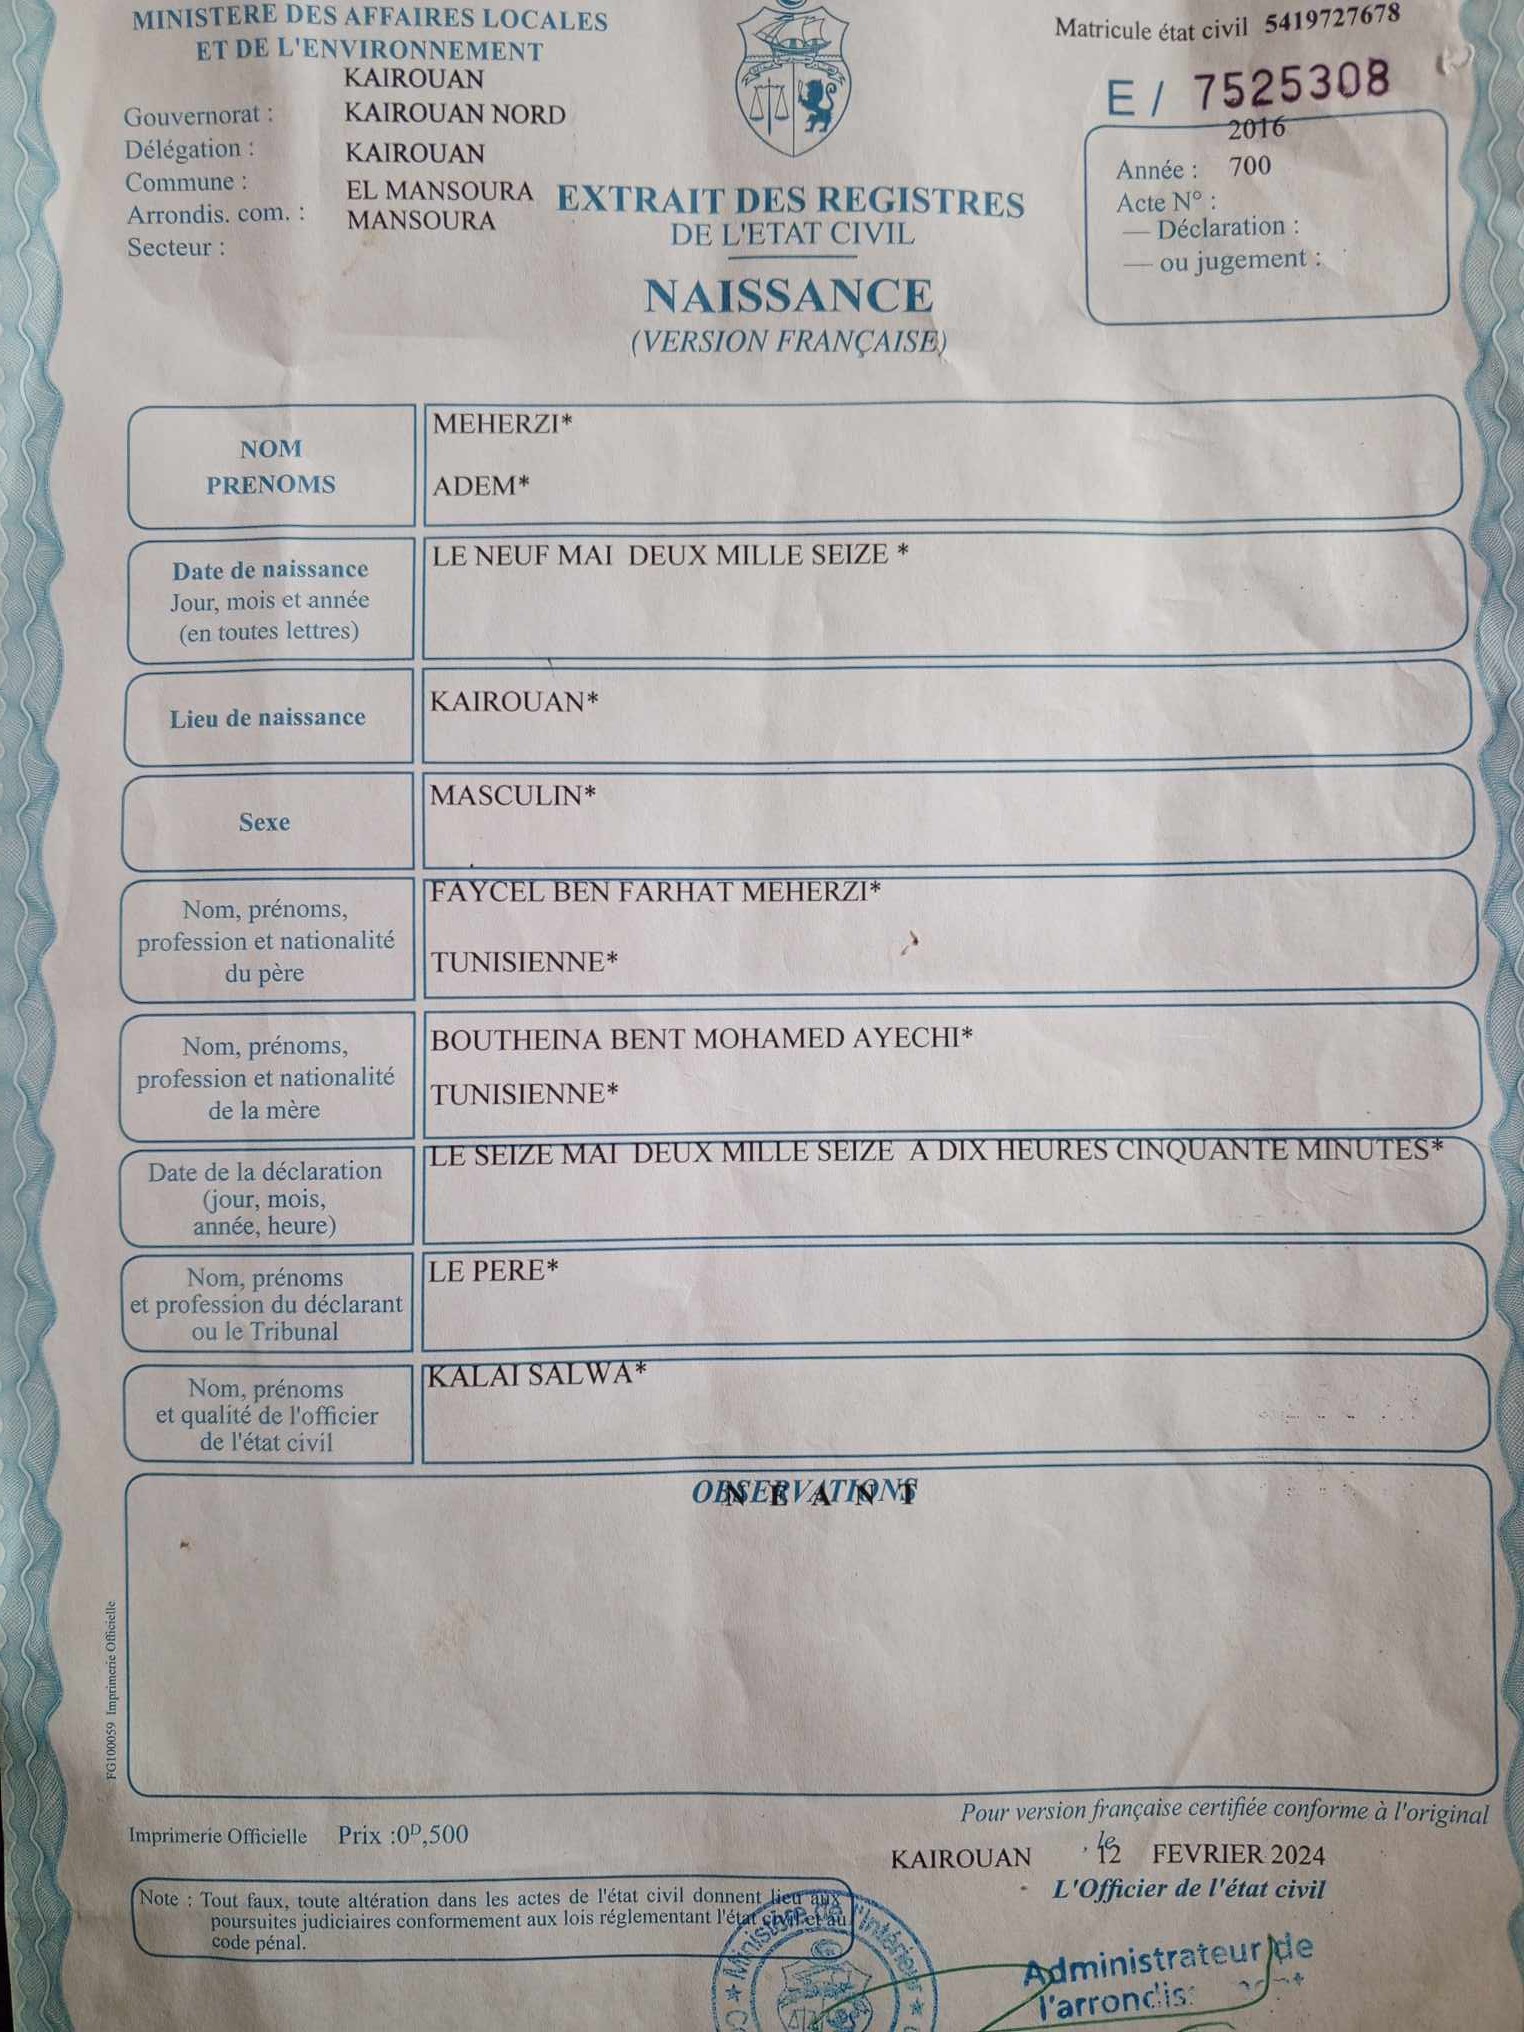 MINISTERE DES AFFAIRES LOCALES
ET DE L'ENVIRONNEMENT
KAIROUAN
Gouvernorat :
KAIROUAN NORD
Délégation :
KAIROUAN
Commune :
EL MANSOURA
Arrondis. com. :
MANSOURA
Secteur :
Matricule état civil 5419727678
E / 7525308
2016
Année : 700
Acte N° :
— Déclaration :
— ou jugement :
EXTRAIT DES REGISTRES
DE L'ETAT CIVIL
NAISSANCE
(VERSION FRANÇAISE)
NOM
PRENOMS
MEHERZI*
ADEM*
Date de naissance
Jour, mois et année
(en toutes lettres)
LE NEUF MAI DEUX MILLE SEIZE *
Lieu de naissance
KAIROUAN*
Sexe
MASCULIN*
Nom, prénoms,
profession et nationalité
du père
FAYCEL BEN FARHAT MEHERZI*
TUNISIENNE*
Nom, prénoms,
profession et nationalité
de la mère
BOUTHEINA BENT MOHAMED AYECHI*
TUNISIENNE*
Date de la déclaration
(jour, mois,
année, heure)
LE SEIZE MAI DEUX MILLE SEIZE A DIX HEURES CINQUANTE MINUTES*
Nom, prénoms
et profession du déclarant
ou le Tribunal
LE PERE*
Nom, prénoms
et qualité de l'officier
de l'état civil
KALAI SALWA*
OBSERVATIONS
N E A N T
FG100059 Imprimerie Officielle
Pour version française certifiée conforme à l'original
Imprimerie Officielle Prix :0D,500
KAIROUAN le 12 FEVRIER 2024
L'Officier de l'état civil
Note : Tout faux, toute altération dans les actes de l'état civil donnent lieu aux
poursuites judiciaires conformement aux lois réglementant l'état civil et au
code pénal.
Ministère de l'Intérieur
Administrateur de